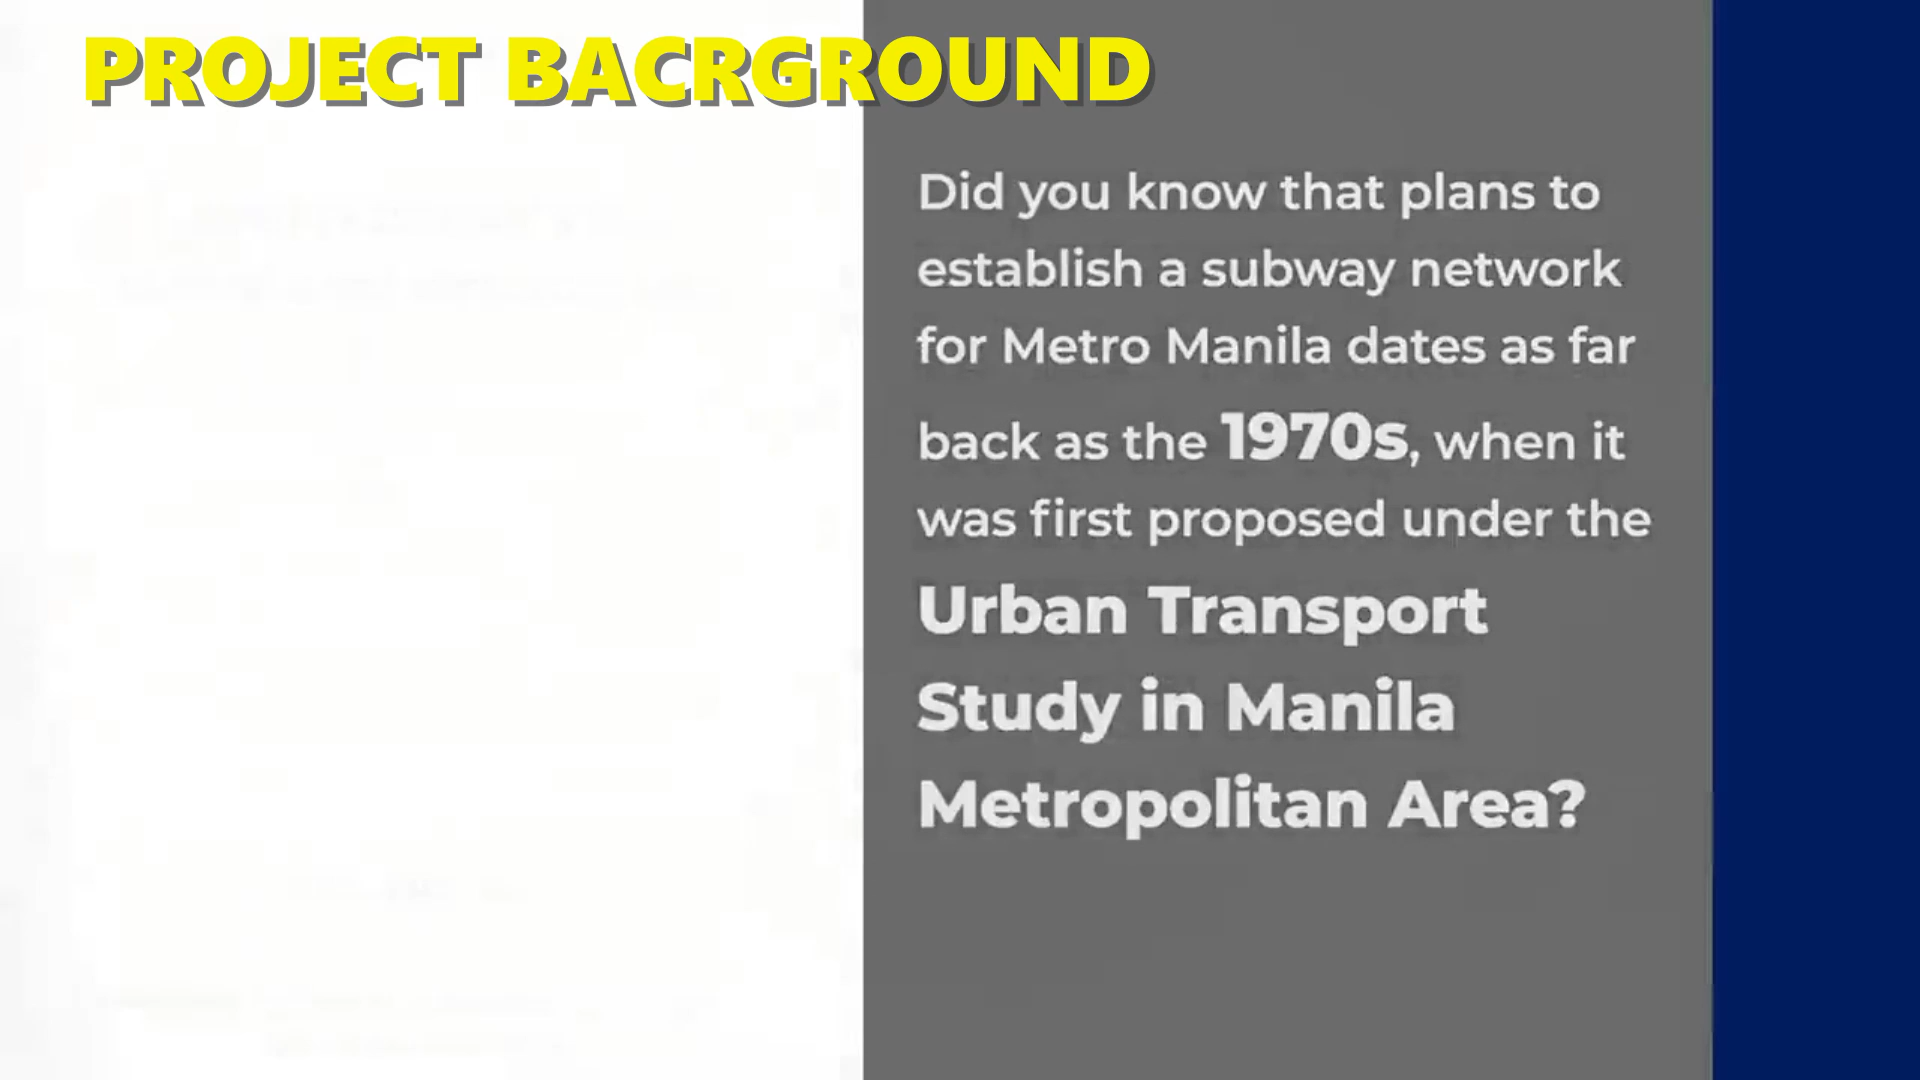 PROJECT BACRGROUND
Did you know that plans to
establish a subway network
for Metro Manila dates as far
back as the 1970s, when it
was first proposed under the
Urban Transport
Study in Manila
Metropolitan Area?